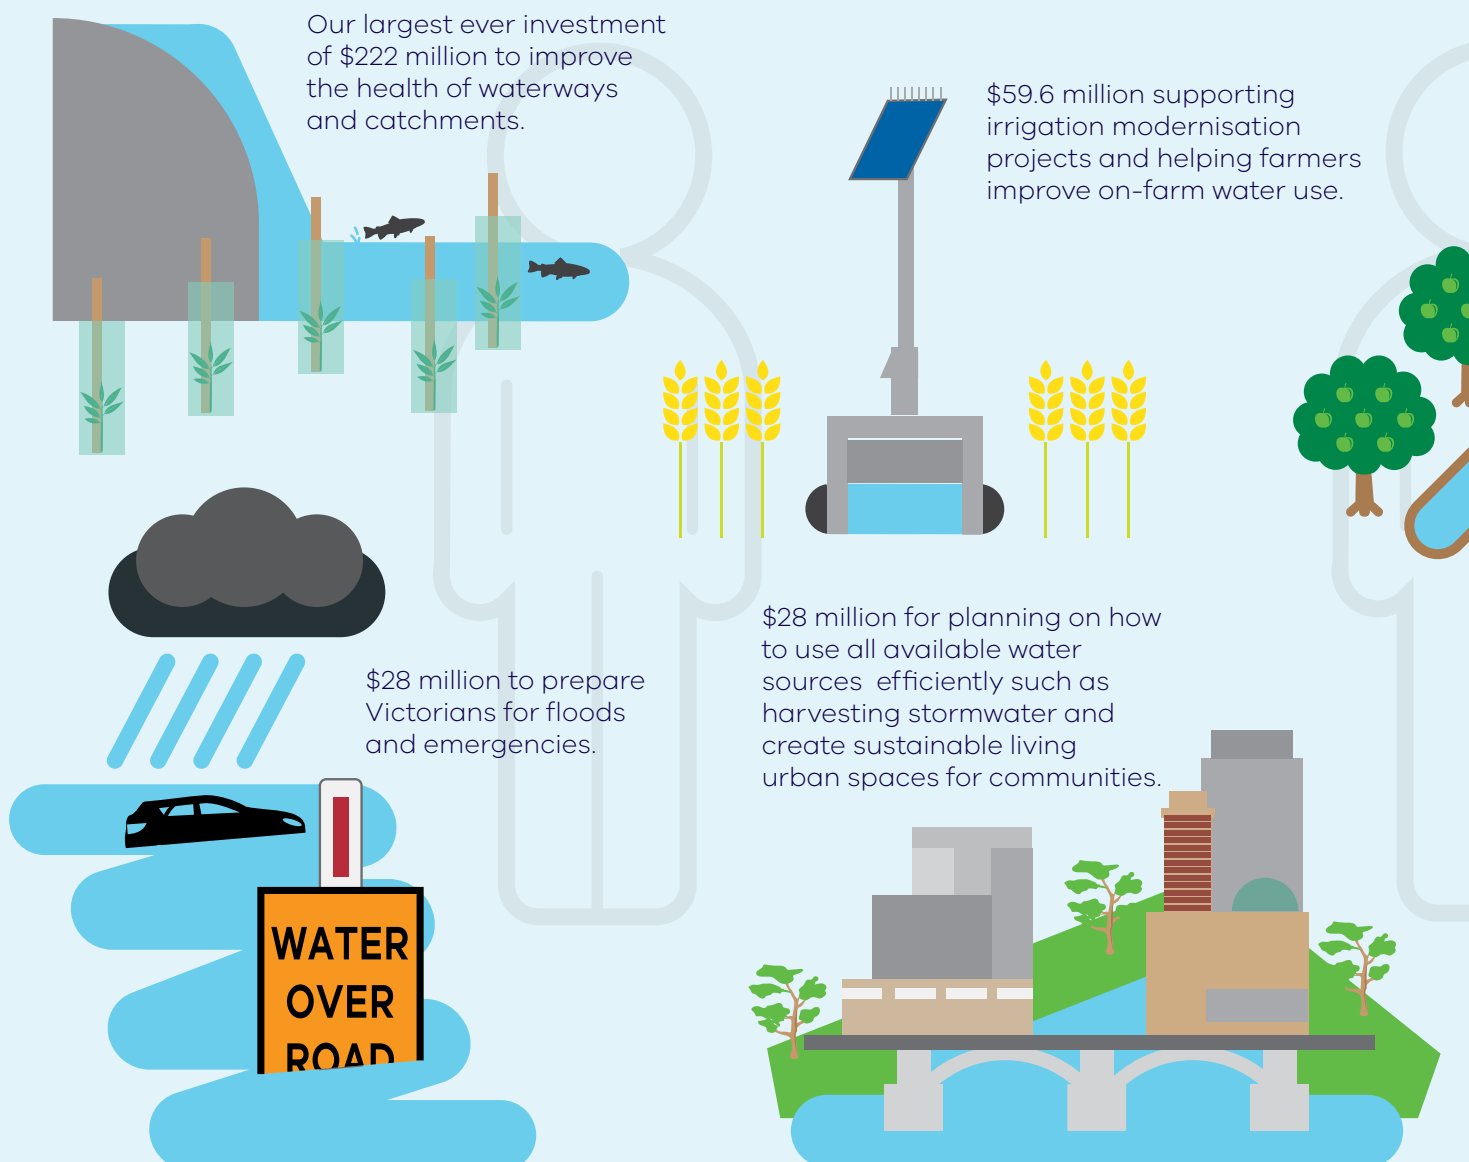 Our largest ever investment
of $222 million to improve
the health of waterways
and catchments.
$59.6 million supporting
irrigation modernisation
projects and helping farmers
improve on-farm water use.
$28 million to prepare
Victorians for floods
and emergencies.
$28 million for planning on how
to use all available water
sources  efficiently such as
harvesting stormwater and
create sustainable living
urban spaces for communities.
WATER
OVER
ROAD